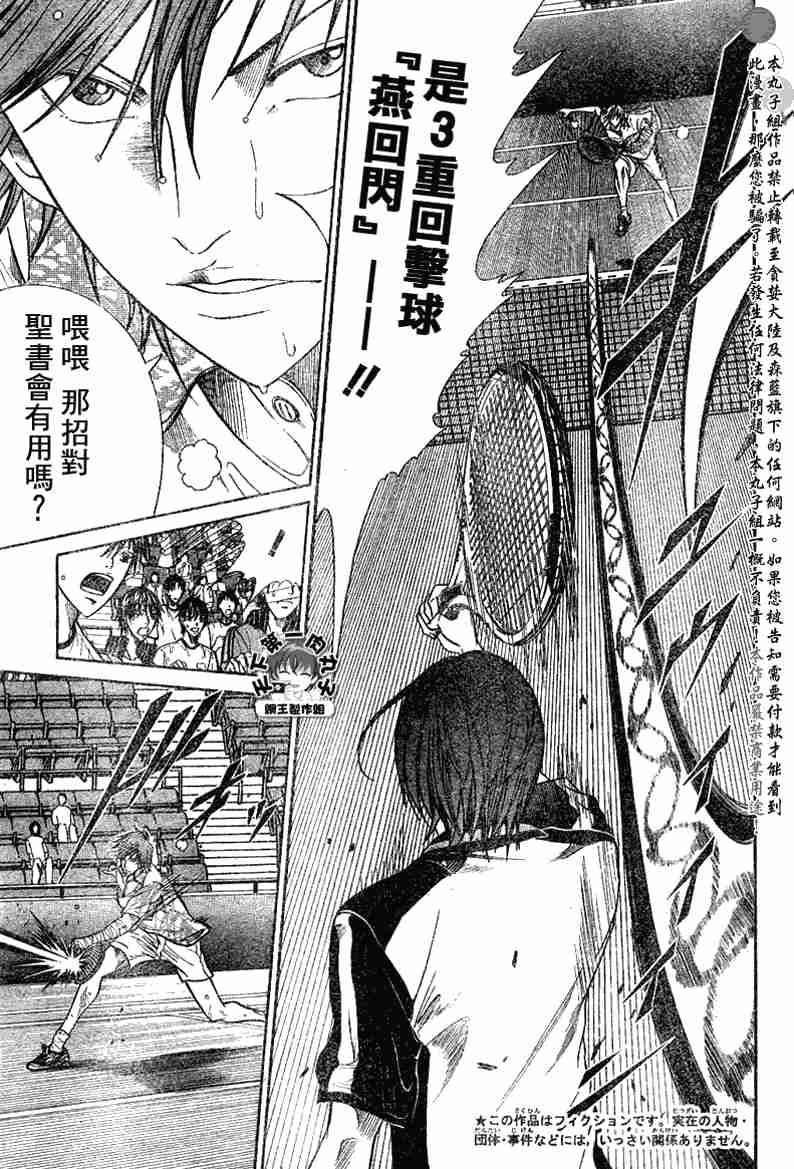 本丸子組作品禁止轉載至貪婪大陸及森藍旗下的任何網站。如果您被告知需要付款才能看到
此漫畫，那麼您被騙了。若發生任何法律問題，本丸子組一概不負責！本作品嚴禁商業用途
是3重回擊球
『燕回閃』——!!
喂喂 那招對
聖書會有用嗎？
！
天下第一的
網王製作組
★この作品はフィクションです。実在の人物・
団体・事件などには、いっさい関係ありません。